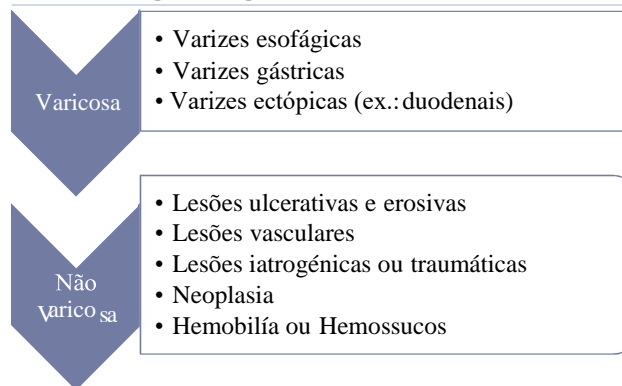 Varicosa
• Varizes esofágicas
• Varizes gástricas
• Varizes ectópicas (ex.: duodenais)
Não
Varicosa
• Lesões ulcerativas e erosivas
• Lesões vasculares
• Lesões iatrogénicas ou traumáticas
• Neoplasia
• Hemobilía ou Hemossucos